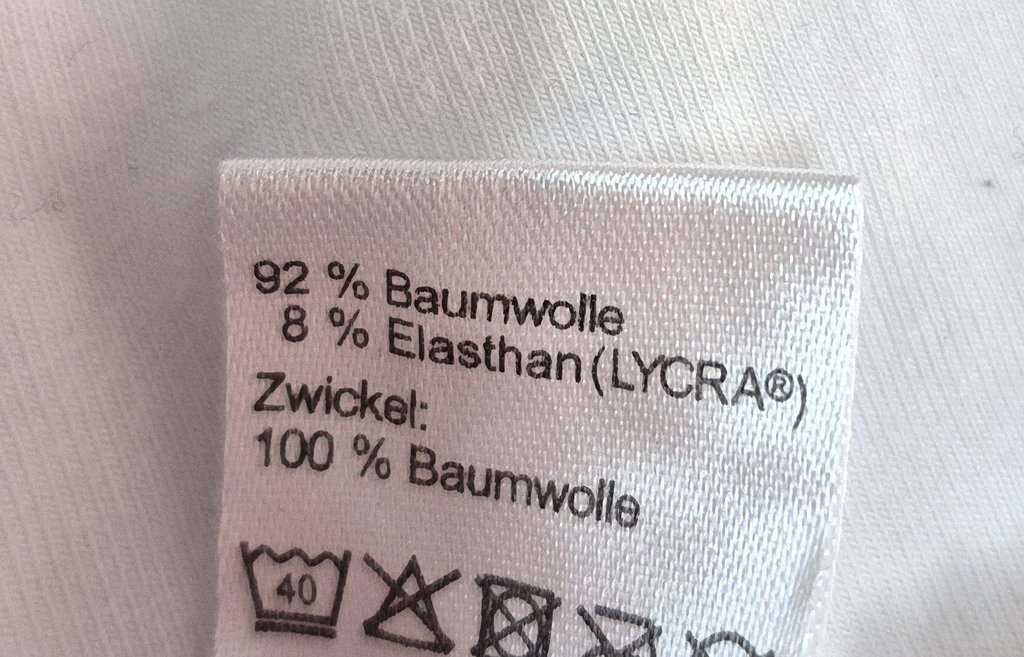 92 % Baumwolle
8 % Elasthan (LYCRA®)
Zwickel:
100 % Baumwolle
40